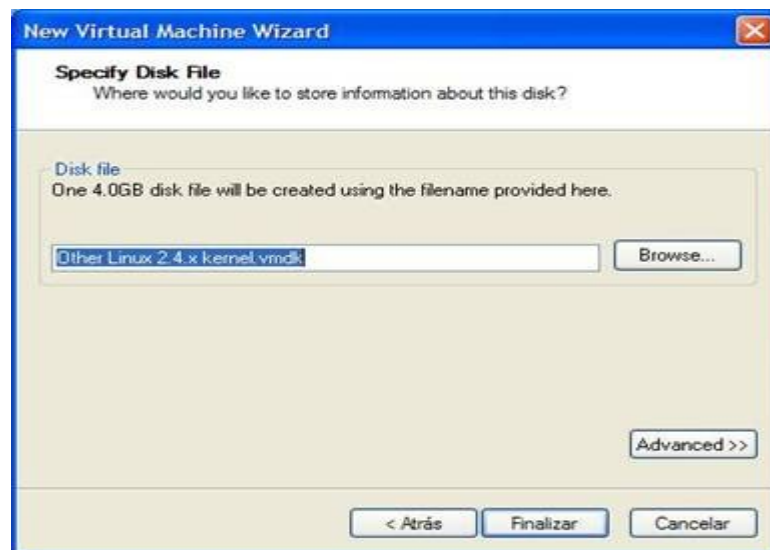 New Virtual Machine Wizard
Specify Disk File
Where would you like to store information about this disk?
Disk file
One 4.0GB disk file will be created using the filename provided here.
Other Linux 2.4.x kernel.vmdk
Browse...
Advanced >>
< Atrás
Finalizar
Cancelar